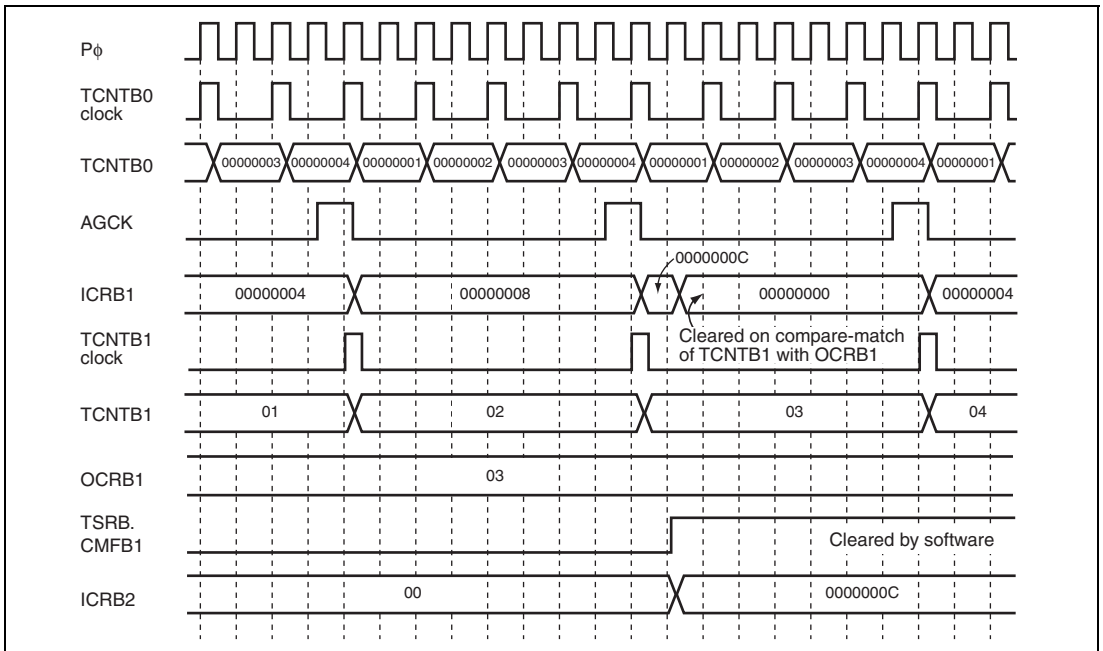 Pφ
TCNTB0
clock
TCNTB0
00000003 00000004 00000001 00000002 00000003 00000004 00000001 00000002 00000003 00000004 00000001
AGCK
0000000C
ICRB1
00000004 00000008 00000000 00000004
Cleared on compare-match
of TCNTB1 with OCRB1
TCNTB1
clock
TCNTB1
01 02 03 04
OCRB1
03
TSRB.
CMFB1
Cleared by software
ICRB2
00 0000000C